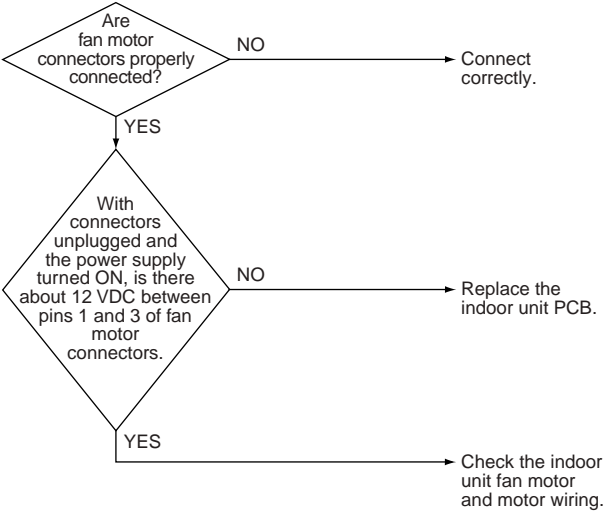 Are
fan motor
connectors properly
connected?
NO
Connect
correctly.
YES
With
connectors
unplugged and
the power supply
turned ON, is there
about 12 VDC between
pins 1 and 3 of fan
motor
connectors.
NO
Replace the
indoor unit PCB.
YES
Check the indoor
unit fan motor
and motor wiring.